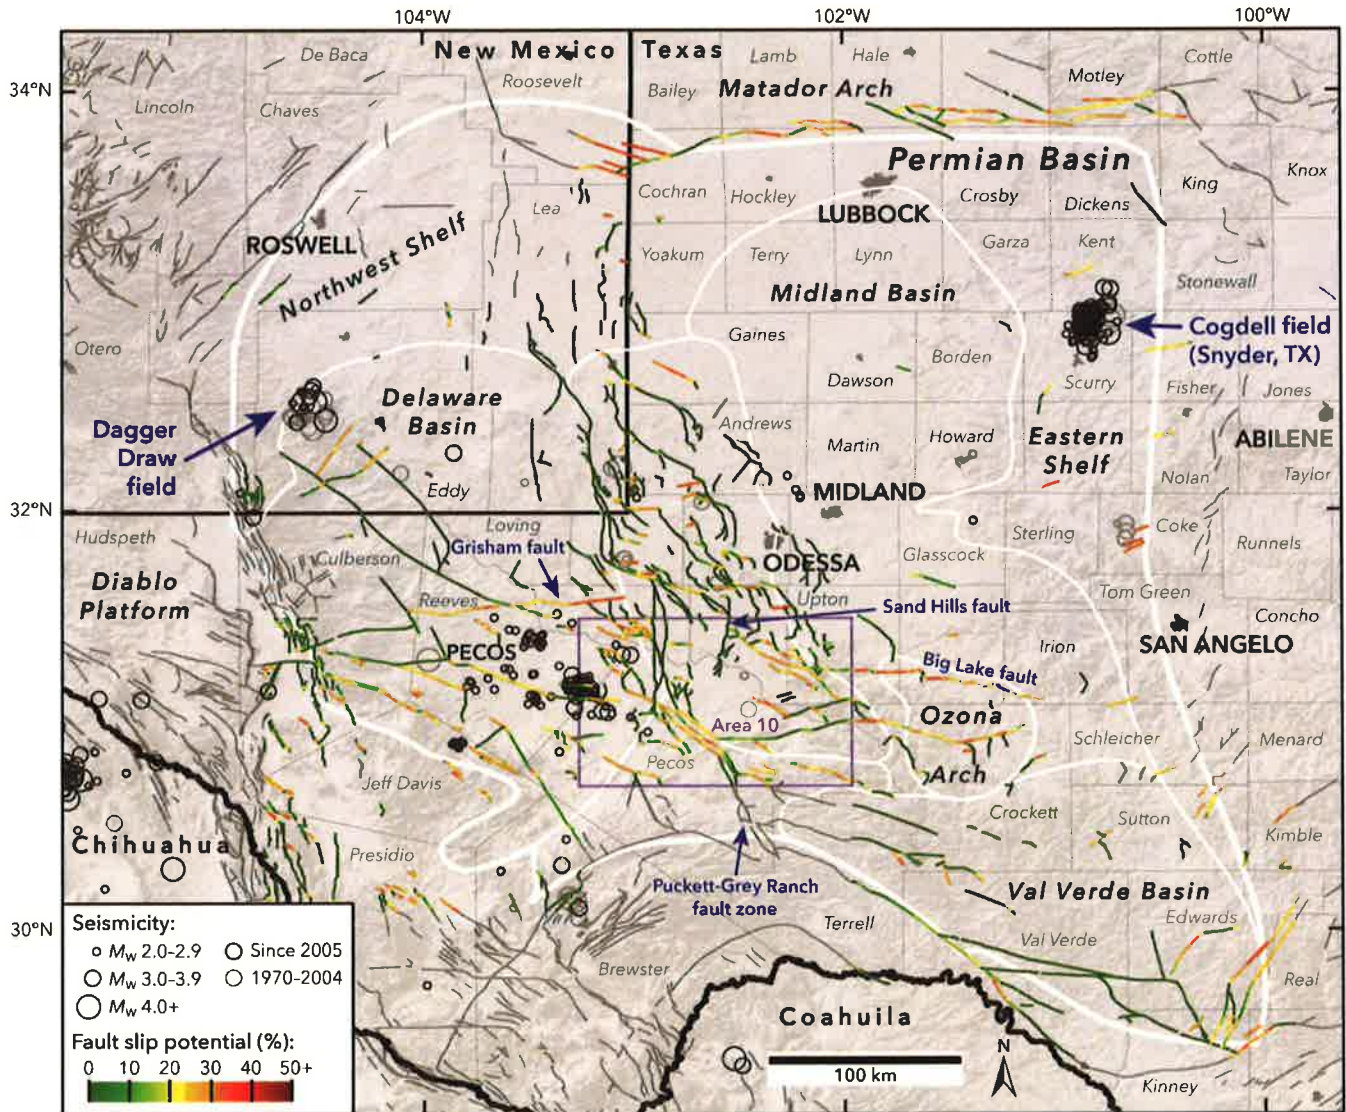 104°W
102°W
100°W
34°N
32°N
30°N
New Mexico
Texas
De Baca
Roosevelt
Lamb
Hale
Cottle
Motley
Bailey
Matador Arch
Lincoln
Chaves
Permian Basin
Knox
King
Cochran
Hockley
LUBBOCK
Crosby
Dickens
Lea
ROSWELL
Northwest Shelf
Yoakum
Terry
Lynn
Garza
Kent
Stonewall
Midland Basin
Cogdell field
(Snyder, TX)
Otero
Gaines
Borden
Dawson
Scurry
Fisher
Jones
Delaware
Basin
Dagger
Draw
field
Andrews
Martin
Howard
Eastern
Shelf
ABILENE
Nolan
Taylor
Eddy
MIDLAND
Hudspeth
Loving
Grisham fault
Culberson
ODESSA
Glasscock
Sterling
Coke
Runnels
Diablo
Platform
Reeves
Upton
Sand Hills fault
Tom Green
Concho
PECOS
Irion
SAN ANGELO
Big Lake fault
Area 10
Ozona
Arch
Schleicher
Menard
Pecos
Jeff Davis
Crockett
Sutton
Kimble
Chihuahua
Presidio
Puckett-Grey Ranch
fault zone
Val Verde Basin
Terrell
Edwards
Val Verde
Brewster
Real
Coahuila
Kinney
N
100 km
Seismicity:
Mw 2.0-2.9
Since 2005
Mw 3.0-3.9
1970-2004
Mw 4.0+
Fault slip potential (%):
0 10 20 30 40 50+